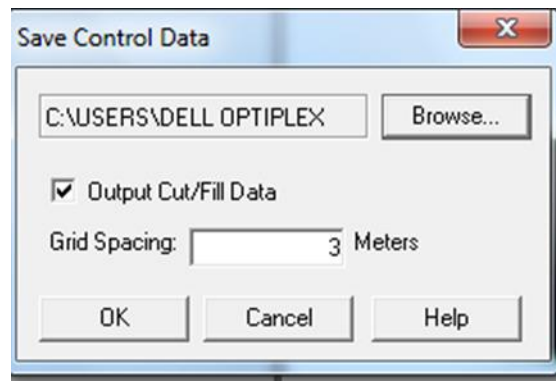 Save Control Data
C:\USERS\DELL OPTIPLEX
Browse...
Output Cut/Fill Data
Grid Spacing: 3 Meters
OK Cancel Help